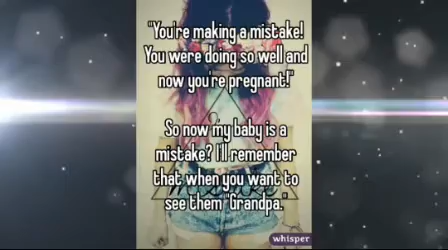 "You're making a mistake!
You were doing so well and
now you're pregnant!"
So now my baby is a
mistake? I'll remember
that when you want to
see them "Grandpa."
whisper